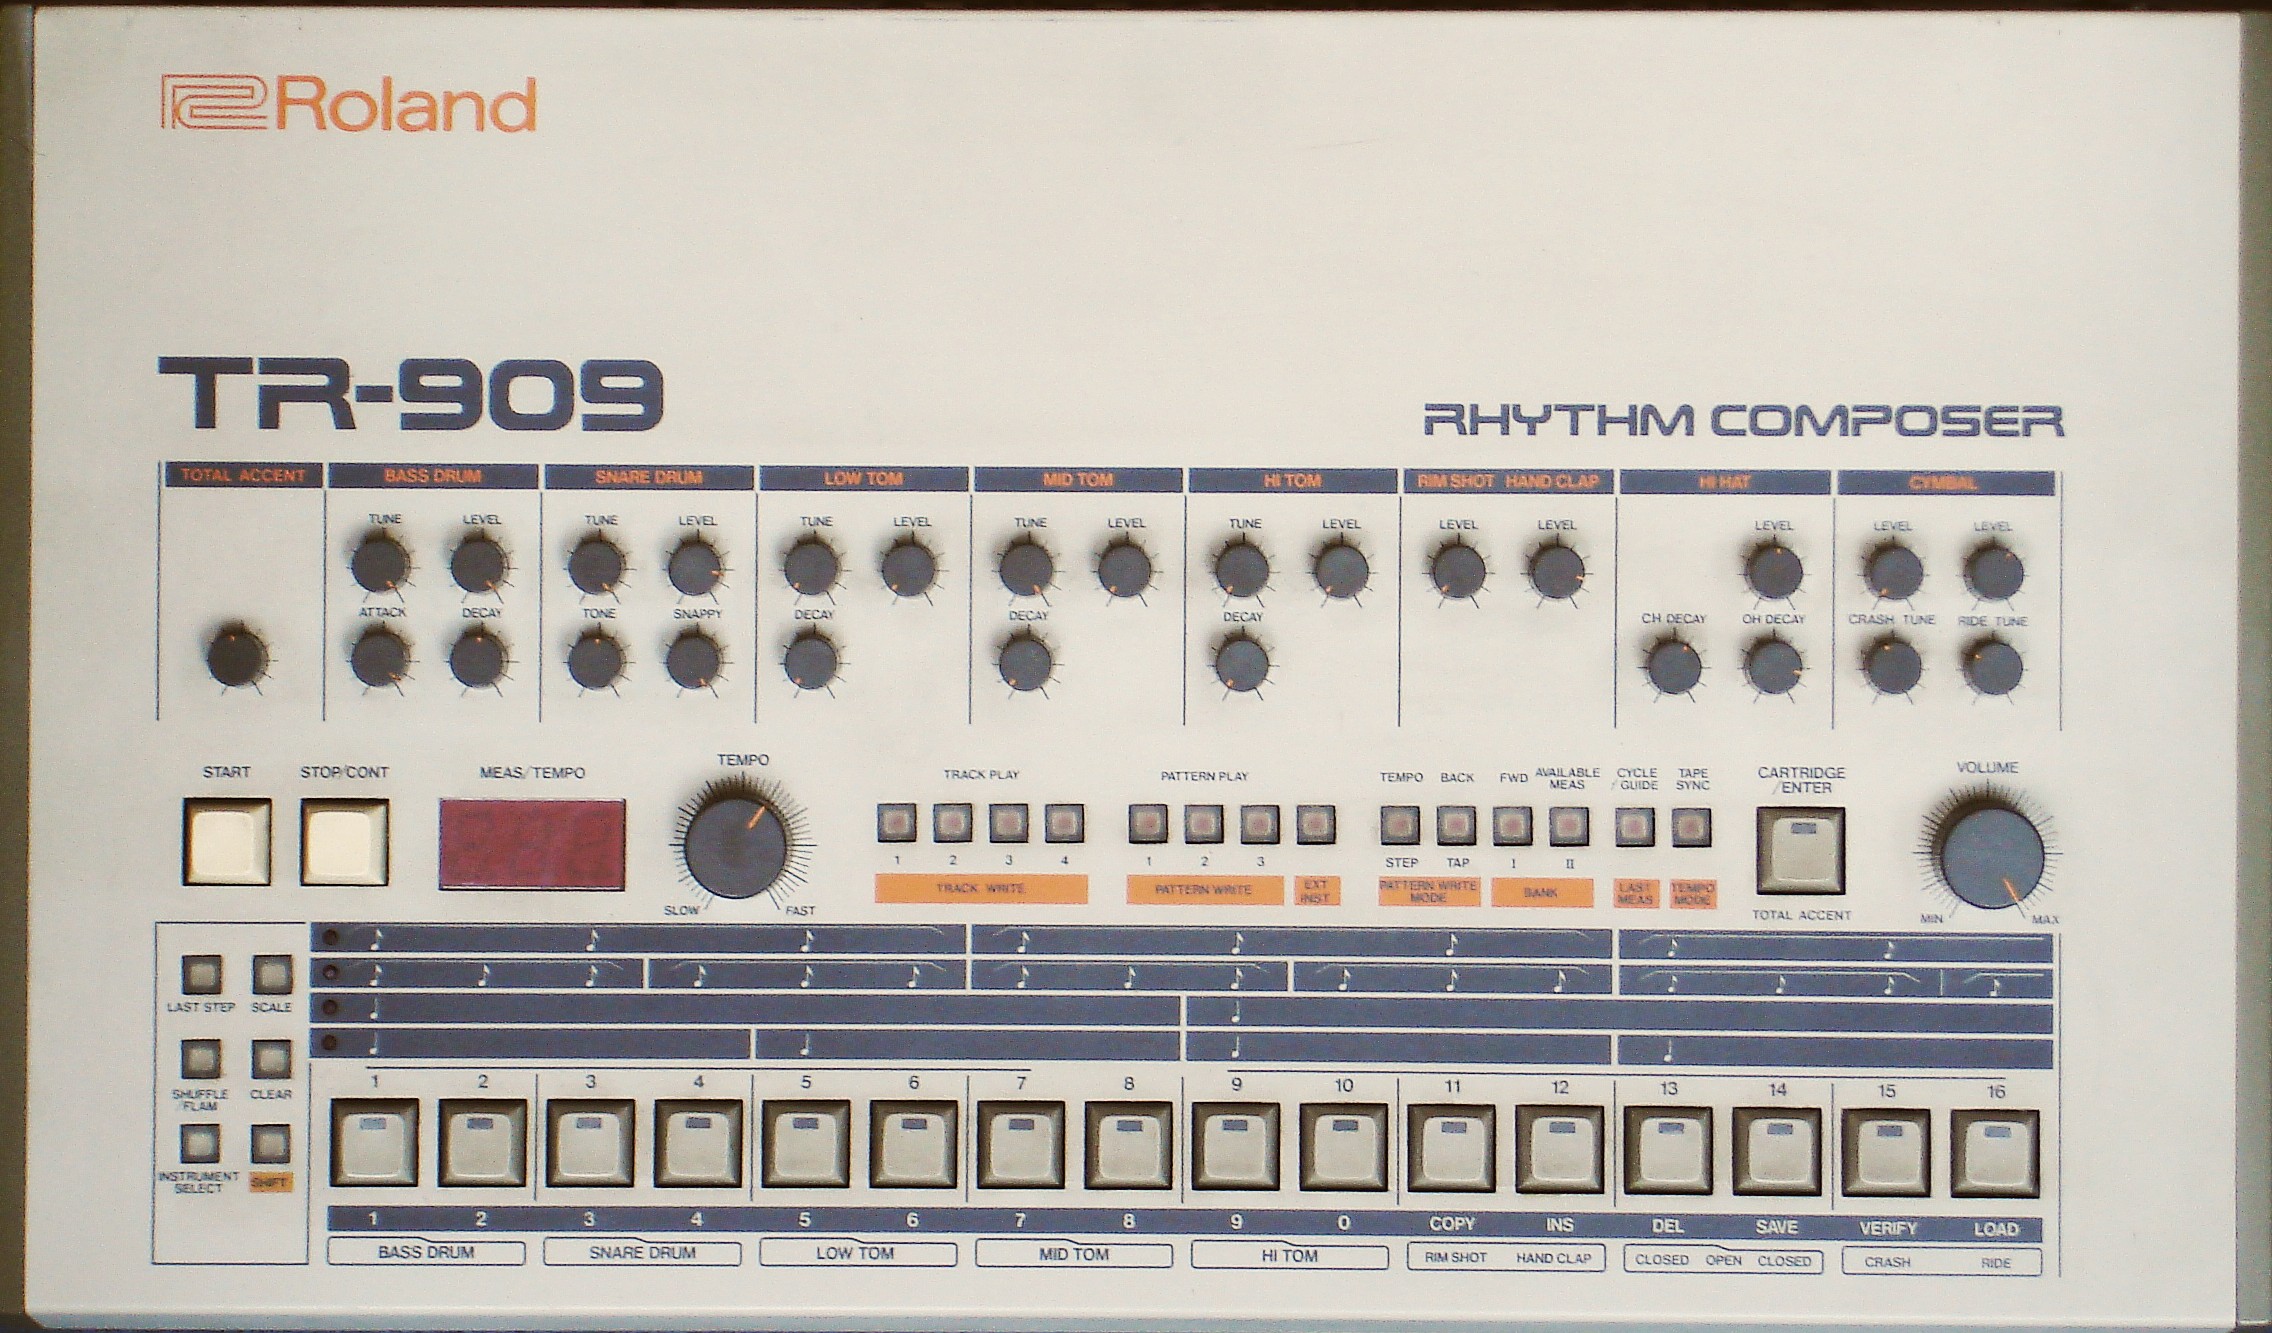 Roland
TR-909
RHYTHM COMPOSER
TOTAL ACCENT BASS DRUM SNARE DRUM LOW TOM MID TOM HI TOM RIM SHOT HAND CLAP HI HAT CYMBAL
TUNE LEVEL TUNE LEVEL TUNE LEVEL TUNE LEVEL TUNE LEVEL LEVEL LEVEL LEVEL LEVEL LEVEL
ATTACK DECAY TONE SNAPPY DECAY DECAY DECAY CH DECAY OH DECAY CRASH TUNE RIDE TUNE
START STOP/CONT MEAS/TEMPO TEMPO TRACK PLAY PATTERN PLAY TEMPO BACK FWD AVAILABLE MEAS CYCLE /GUIDE TAPE SYNC CARTRIDGE /ENTER VOLUME
1 2 3 4 1 2 3 STEP TAP I II
SLOW FAST TRACK WRITE PATTERN WRITE EXT INST PATTERN WRITE MODE BANK LAST MEAS TEMPO MODE TOTAL ACCENT MIN MAX
LAST STEP SCALE
SHUFFLE /FLAM CLEAR
INSTRUMENT SELECT SHIFT
1 2 3 4 5 6 7 8 9 10 11 12 13 14 15 16
1 2 3 4 5 6 7 8 9 0 COPY INS DEL SAVE VERIFY LOAD
BASS DRUM SNARE DRUM LOW TOM MID TOM HI TOM RIM SHOT HAND CLAP CLOSED OPEN CLOSED CRASH RIDE